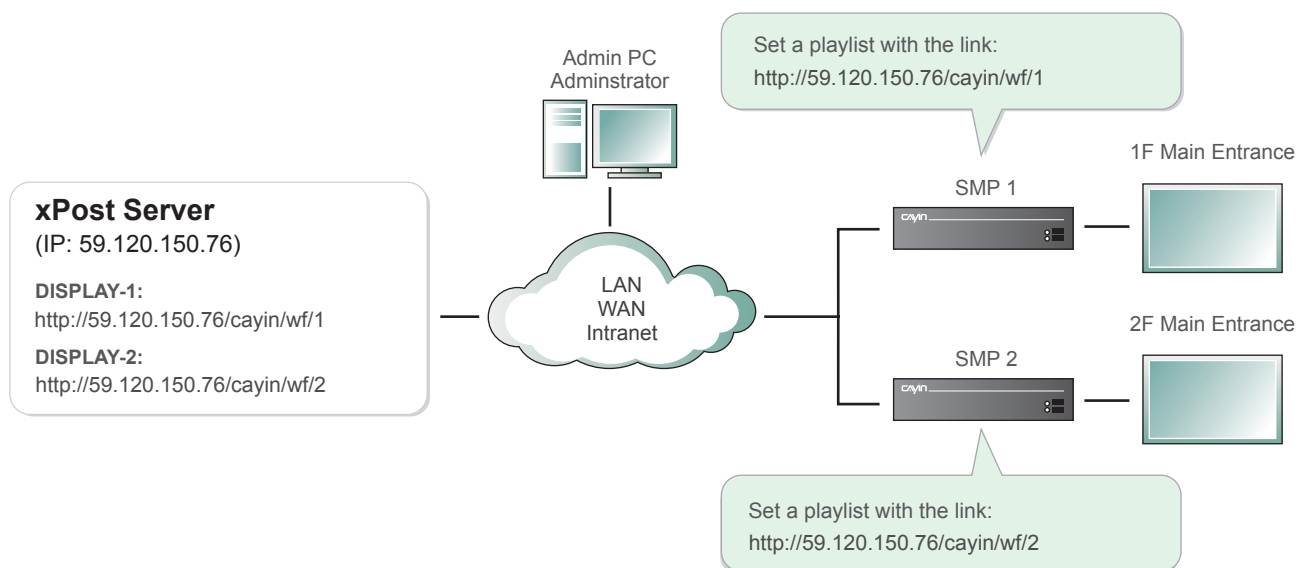 Set a playlist with the link:
http://59.120.150.76/cayin/wf/1
Admin PC
Adminstrator
1F Main Entrance
SMP 1
CAYIN
xPost Server
(IP: 59.120.150.76)
DISPLAY-1:
http://59.120.150.76/cayin/wf/1
DISPLAY-2:
http://59.120.150.76/cayin/wf/2
LAN
WAN
Intranet
2F Main Entrance
SMP 2
CAYIN
Set a playlist with the link:
http://59.120.150.76/cayin/wf/2